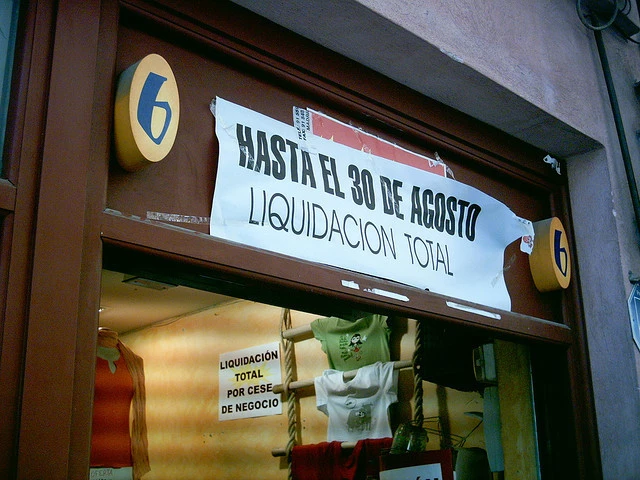 6
HASTA EL 30 DE AGOSTO
LIQUIDACION TOTAL
6
LIQUIDACIÓN
TOTAL
POR CESE
DE NEGOCIO